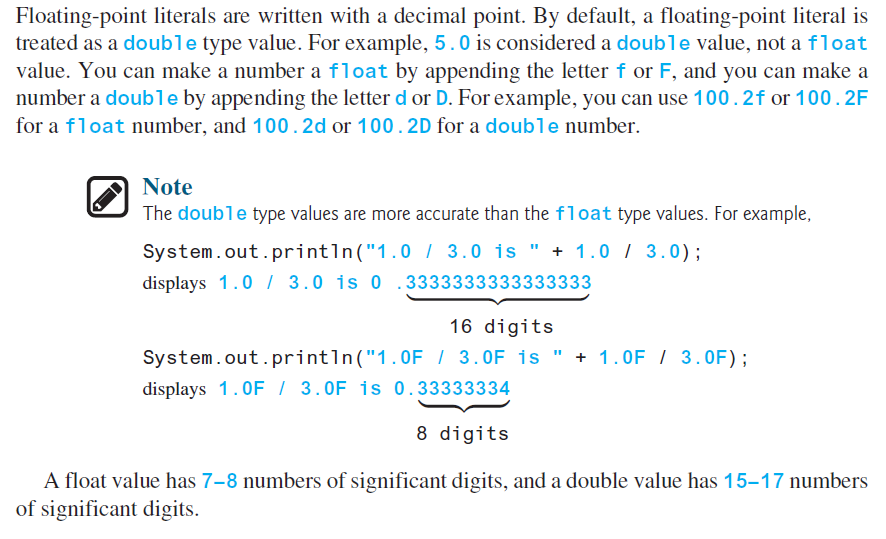 Floating-point literals are written with a decimal point. By default, a floating-point literal is
treated as a double type value. For example, 5.0 is considered a double value, not a float
value. You can make a number a float by appending the letter f or F, and you can make a
number a double by appending the letter d or D. For example, you can use 100.2f or 100.2F
for a float number, and 100.2d or 100.2D for a double number.
Note
The double type values are more accurate than the float type values. For example,
System.out.println("1.0 / 3.0 is " + 1.0 / 3.0);
displays 1.0 / 3.0 is 0 .3333333333333333
16 digits
System.out.println("1.0F / 3.0F is " + 1.0F / 3.0F);
displays 1.0F / 3.0F is 0.33333334
8 digits
A float value has 7–8 numbers of significant digits, and a double value has 15–17 numbers
of significant digits.